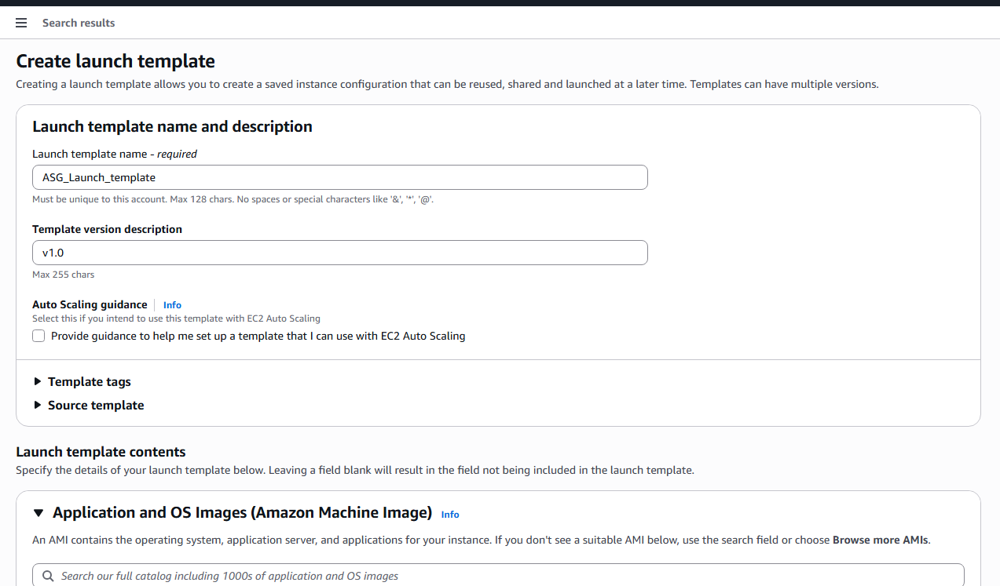 Search results
Create launch template
Creating a launch template allows you to create a saved instance configuration that can be reused, shared and launched at a later time. Templates can have multiple versions.
Launch template name and description
Launch template name - required
ASG_Launch_template
Must be unique to this account. Max 128 chars. No spaces or special characters like '&', '*', '@'.
Template version description
v1.0
Max 255 chars
Auto Scaling guidance Info
Select this if you intend to use this template with EC2 Auto Scaling
Provide guidance to help me set up a template that I can use with EC2 Auto Scaling
Template tags
Source template
Launch template contents
Specify the details of your launch template below. Leaving a field blank will result in the field not being included in the launch template.
Application and OS Images (Amazon Machine Image) Info
An AMI contains the operating system, application server, and applications for your instance. If you don't see a suitable AMI below, use the search field or choose Browse more AMIs.
Search our full catalog including 1000s of application and OS images